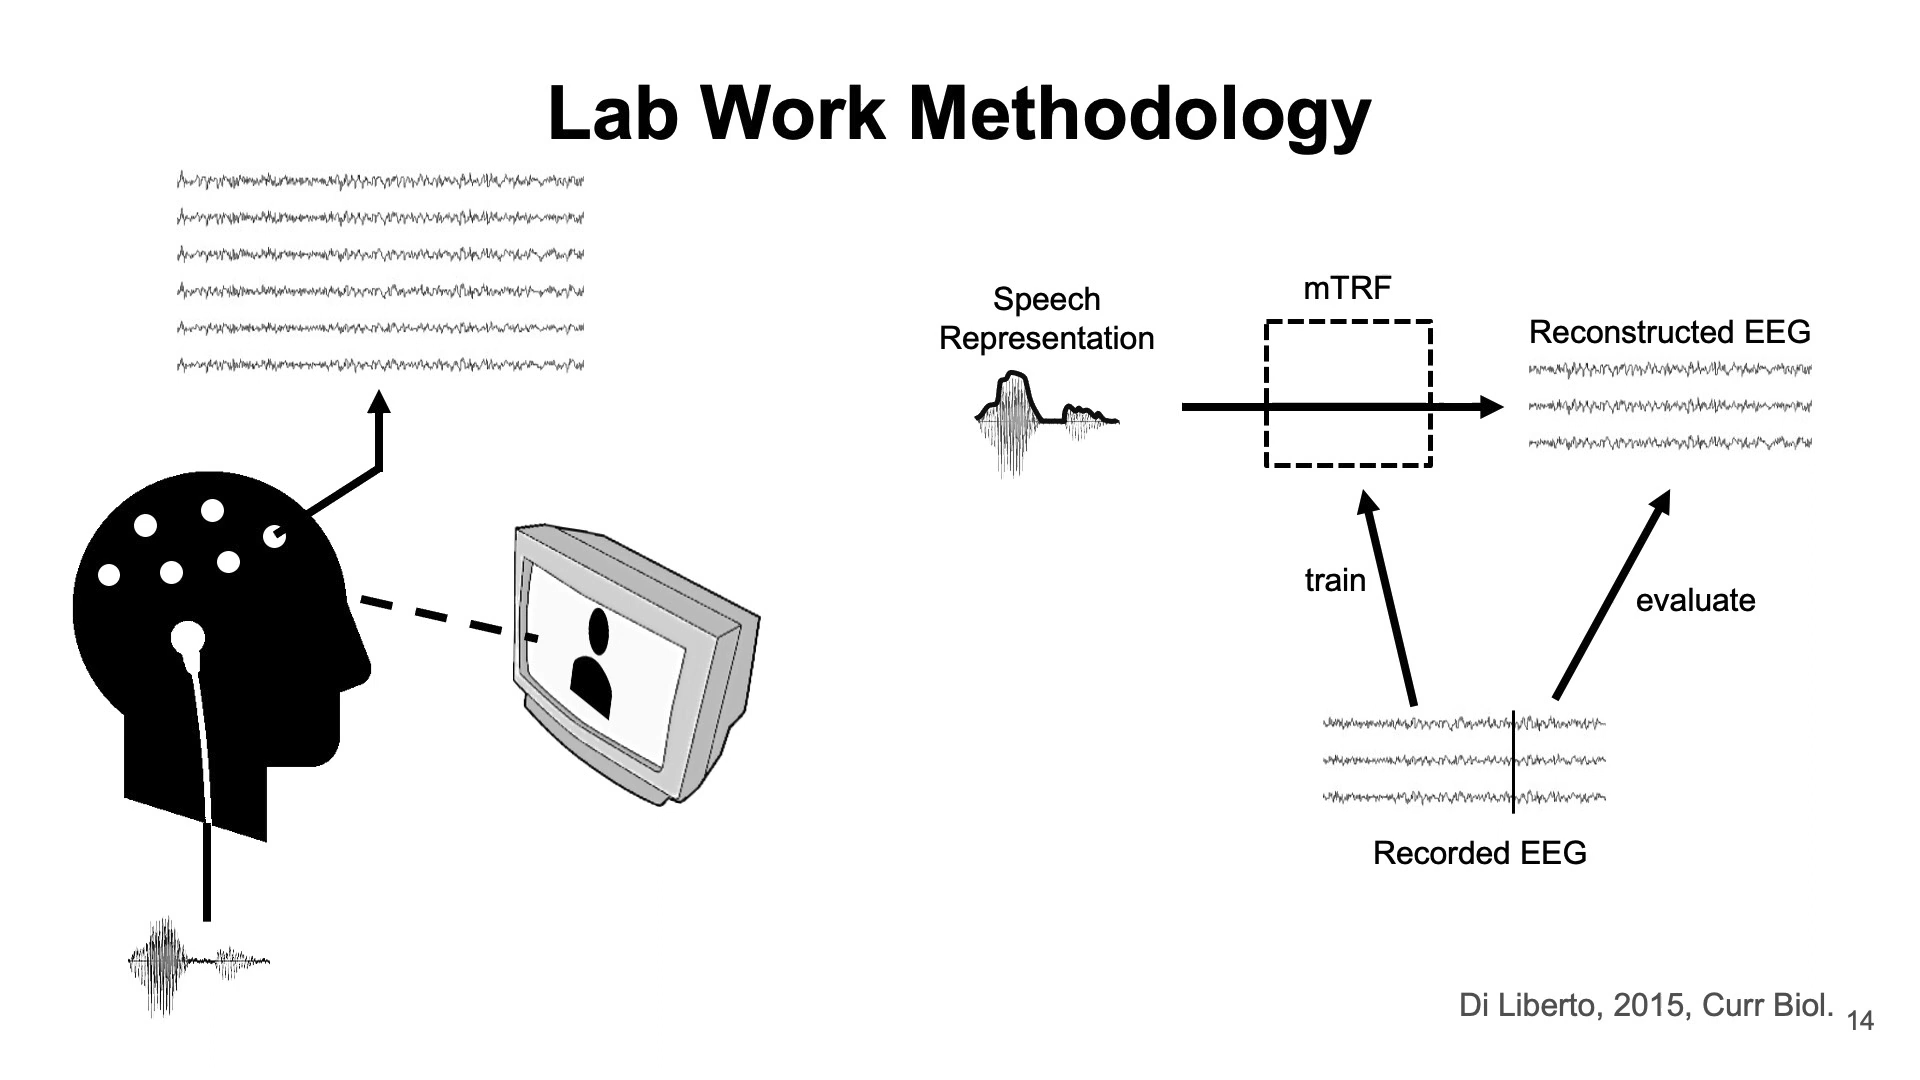 Lab Work Methodology
Speech
Representation
mTRF
Reconstructed EEG
train
evaluate
Recorded EEG
Di Liberto, 2015, Curr Biol.
14